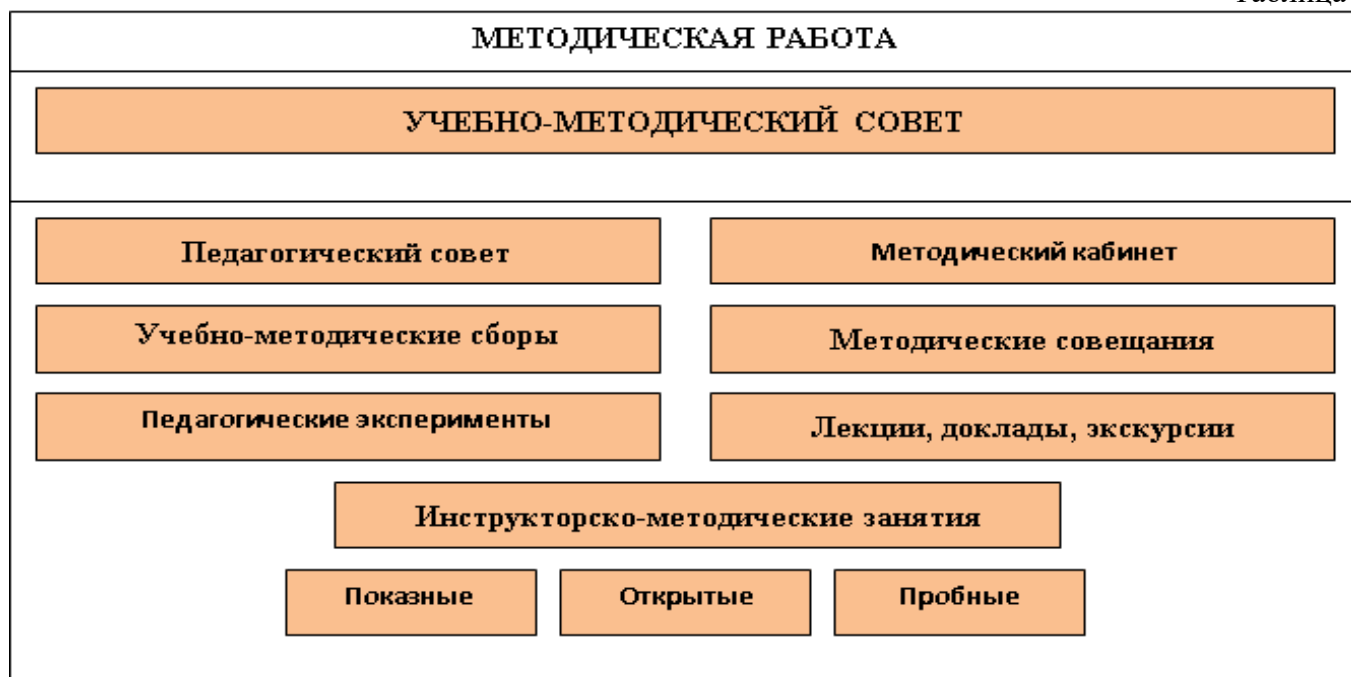 Таблица
МЕТОДИЧЕСКАЯ РАБОТА
УЧЕБНО-МЕТОДИЧЕСКИЙ СОВЕТ
Педагогический совет
Методический кабинет
Учебно-методические сборы
Методические совещания
Педагогические эксперименты
Лекции, доклады, экскурсии
Инструкторско-методические занятия
Показные
Открытые
Пробные